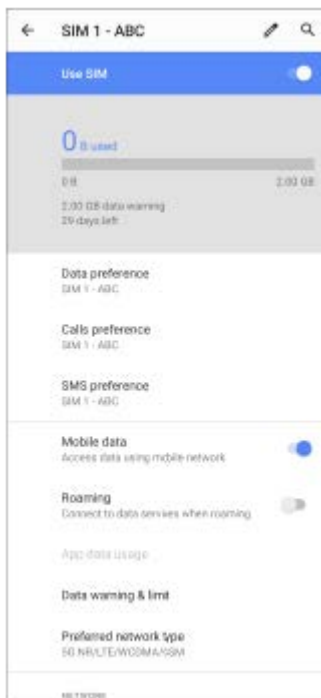 SIM 1 - ABC
Use SIM
0 B used
0 B 2.00 GB
2.00 GB data warning
29 days left
Data preference
SIM 1 - ABC
Calls preference
SIM 1 - ABC
SMS preference
SIM 1 - ABC
Mobile data
Access data using mobile network
Roaming
Connect to data services when roaming
App data usage
Data warning & limit
Preferred network type
5G NR/LTE/WCDMA/GSM
NETWORK